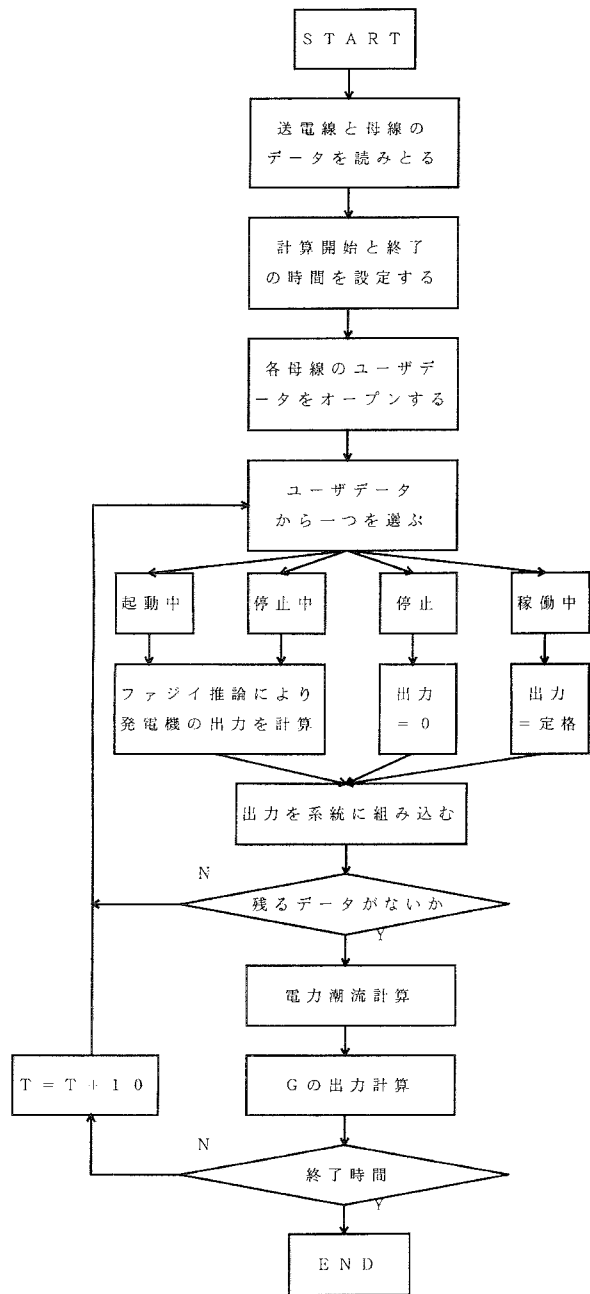 START
送電線と母線の
データを読みとる
計算開始と終了
の時間を設定する
各母線のユーザデ
ータをオープンする
ユーザデータ
から一つを選ぶ
起動中
停止中
停止
稼働中
ファジイ推論により
発電機の出力を計算
出力
=0
出力
=定格
出力を系統に組み込む
N
残るデータがないか
Y
電力潮流計算
T=T+10
Gの出力計算
N
終了時間
Y
END